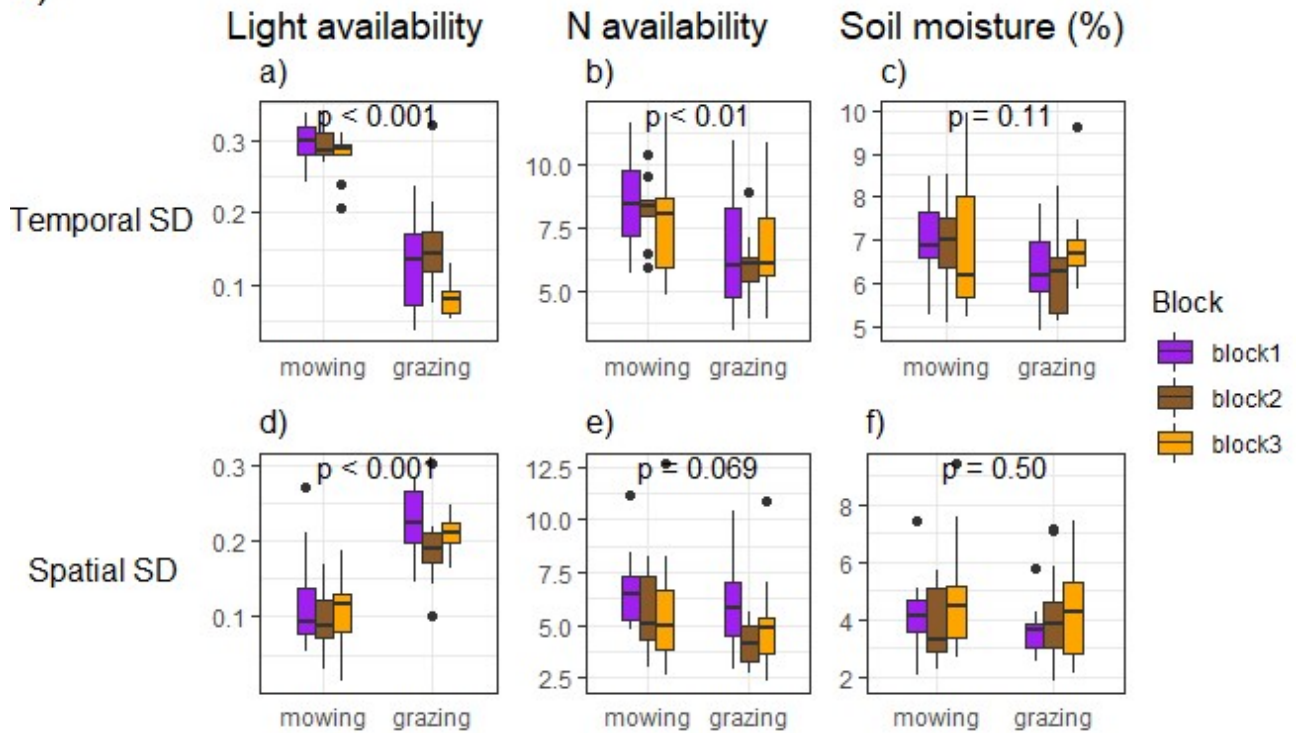 Light availability N availability Soil moisture (%)
a) b) c)
p < 0.001 p < 0.01 p = 0.11
Temporal SD
0.3
0.2
0.1
10.0
7.5
5.0
10
9
8
7
6
5
mowing grazing mowing grazing mowing grazing
Block
block1
block2
block3
d) e) f)
p < 0.001 p = 0.069 p = 0.50
Spatial SD
0.3
0.2
0.1
12.5
10.0
7.5
5.0
2.5
8
6
4
2
mowing grazing mowing grazing mowing grazing